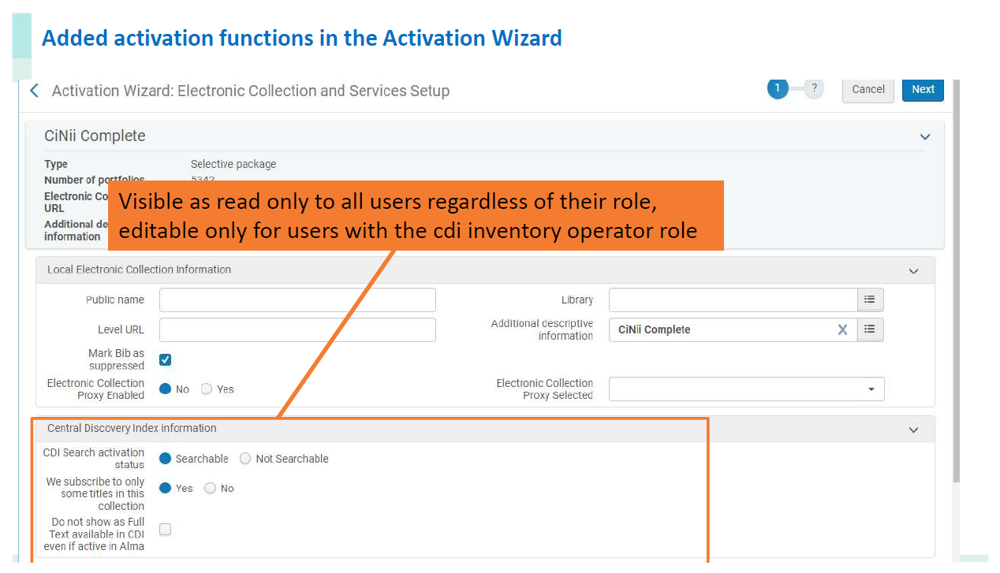 Added activation functions in the Activation Wizard
Activation Wizard: Electronic Collection and Services Setup
1
?
Cancel
Next
CiNii Complete
Type
Selective package
Number of portfolios
5342
Electronic Co
URL
Additional de
information
Visible as read only to all users regardless of their role,
editable only for users with the cdi inventory operator role
Local Electronic Collection Information
Public name
Library
Level URL
Additional descriptive
information
CiNii Complete
Mark Bib as
suppressed
Electronic Collection
Proxy Enabled
No
Yes
Electronic Collection
Proxy Selected
Central Discovery Index information
CDI Search activation
status
Searchable
Not Searchable
We subscribe to only
some titles in this
collection
Yes
No
Do not show as Full
Text available in CDI
even if active in Alma